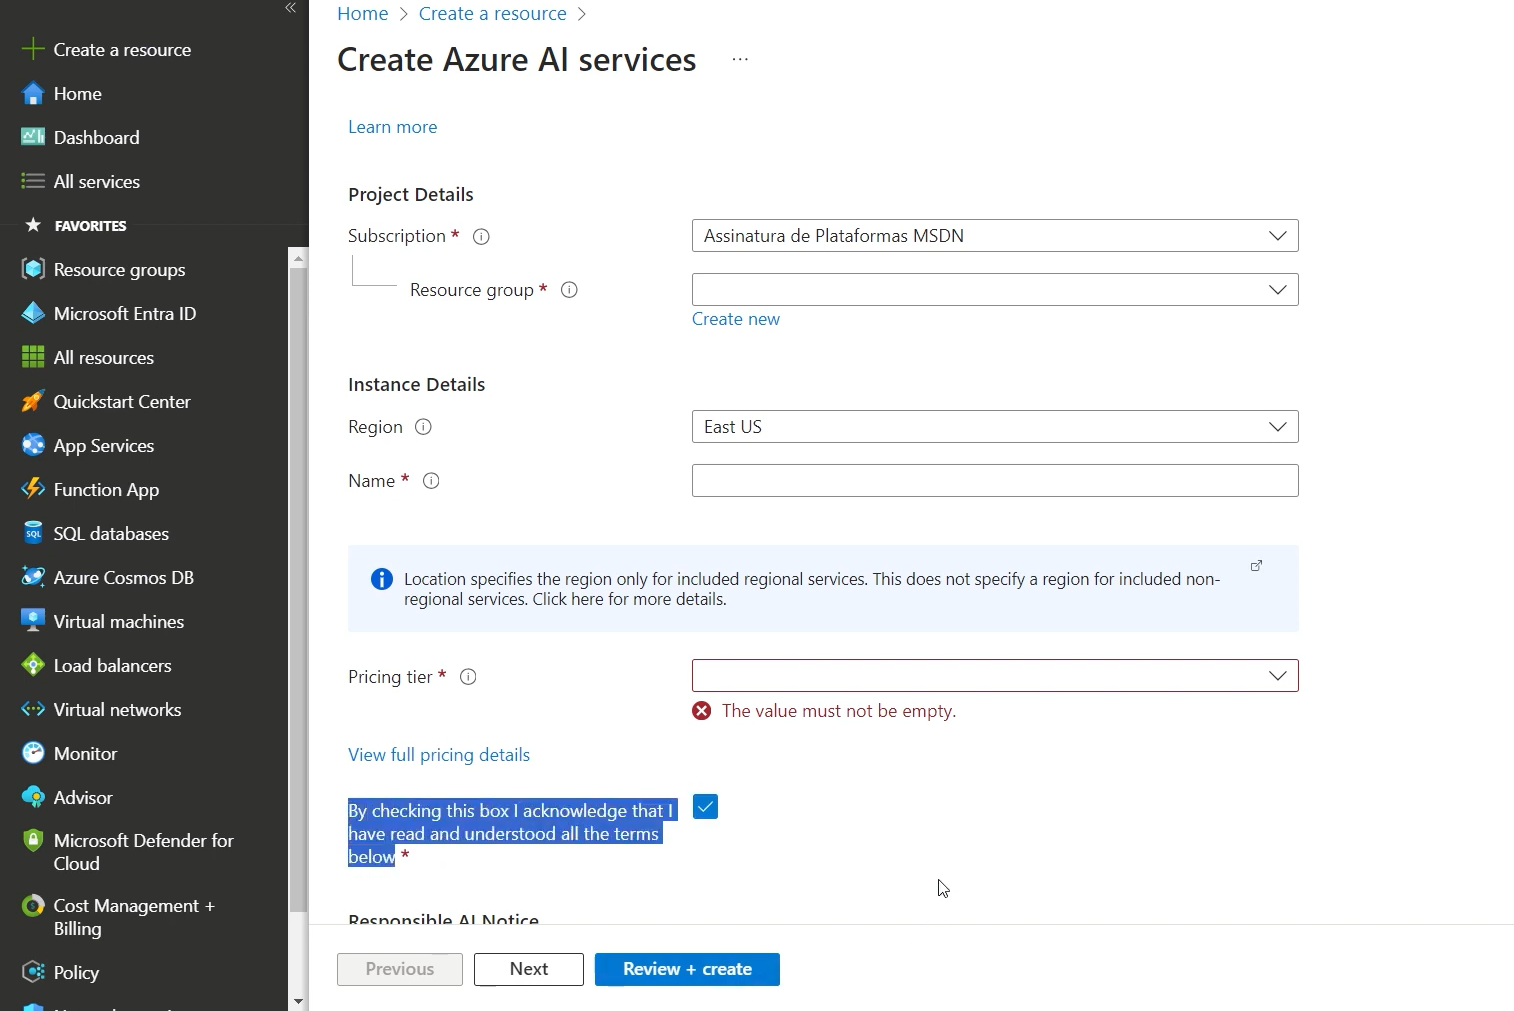 Create a resource
Home
Dashboard
All services
FAVORITES
Resource groups
Microsoft Entra ID
All resources
Quickstart Center
App Services
Function App
SQL databases
Azure Cosmos DB
Virtual machines
Load balancers
Virtual networks
Monitor
Advisor
Microsoft Defender for
Cloud
Cost Management +
Billing
Policy
Home > Create a resource >
Create Azure AI services ...
Learn more
Project Details
Subscription *
Assinatura de Plataformas MSDN
Resource group *
Create new
Instance Details
Region
East US
Name *
Location specifies the region only for included regional services. This does not specify a region for included non-
regional services. Click here for more details.
Pricing tier *
The value must not be empty.
View full pricing details
By checking this box I acknowledge that I
have read and understood all the terms
below *
Responsible AI Notice
Previous
Next
Review + create